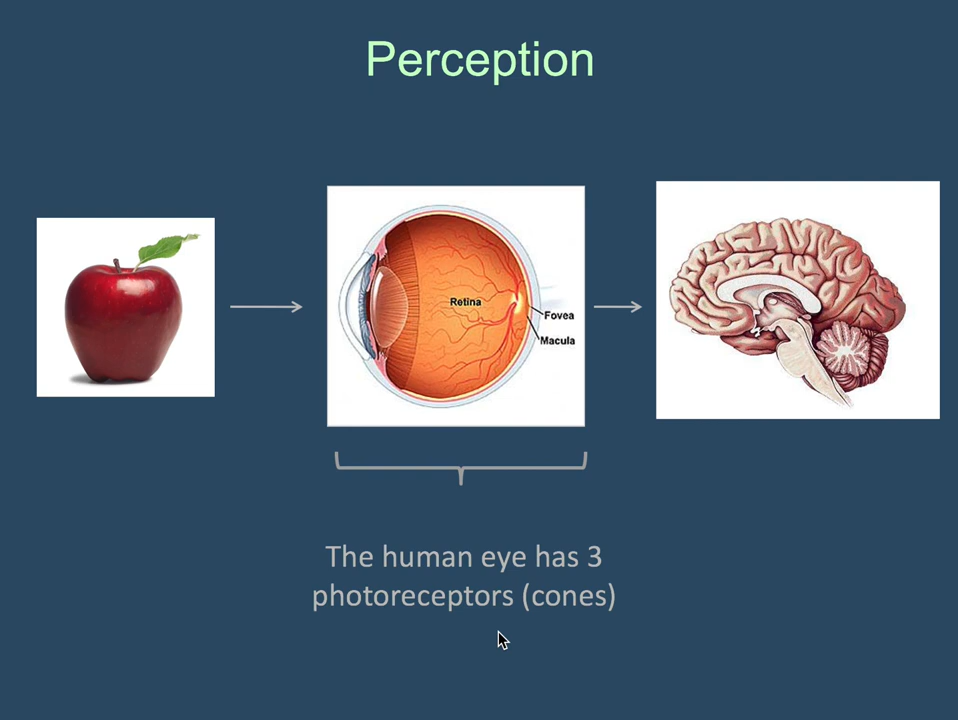 Perception
Retina
Fovea
Macula
The human eye has 3
photoreceptors (cones)